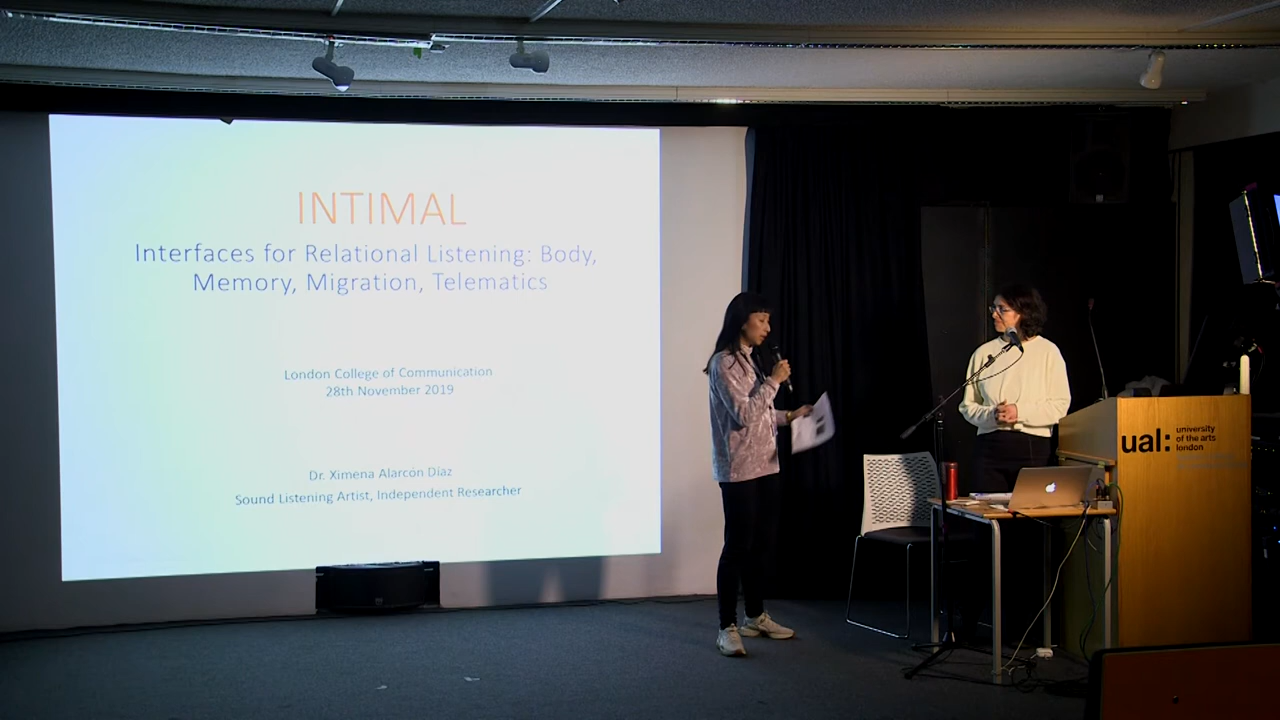 INTIMAL
Interfaces for Relational Listening: Body,
Memory, Migration, Telematics
London College of Communication
28th November 2019
Dr. Ximena Alarcón Díaz
Sound Listening Artist, Independent Researcher
ual:
university
of the arts
london